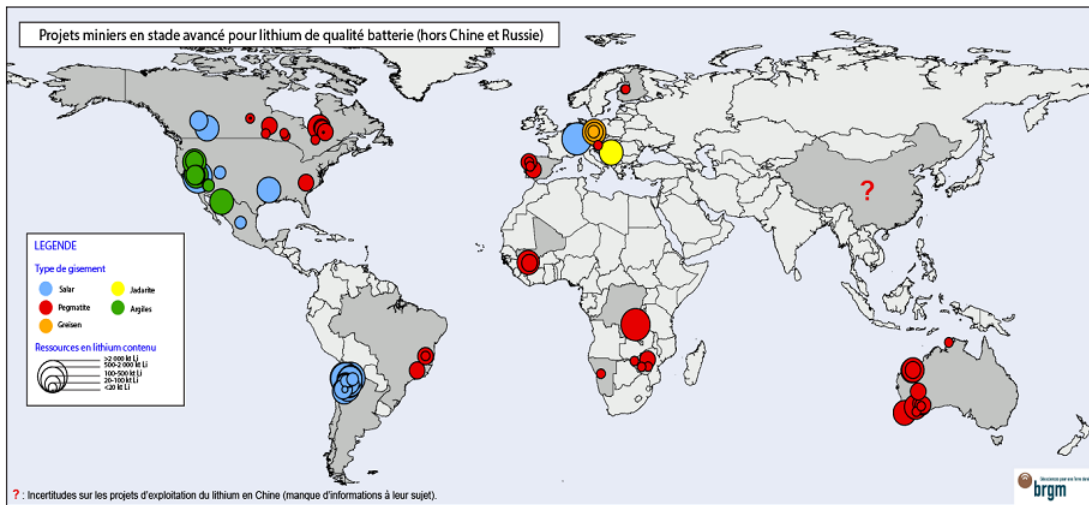 Projets miniers en stade avancé pour lithium de qualité batterie (hors Chine et Russie)
?
LEGENDE
Type de gisement
Salar
Jadarite
Pegmatite
Argiles
Greisen
Ressources en lithium contenu
>2 000 kt Li
500-2 000 kt Li
100-500 kt Li
20-100 kt Li
<20 kt Li
? : Incertitudes sur les projets d'exploitation du lithium en Chine (manque d'informations à leur sujet).
brgm